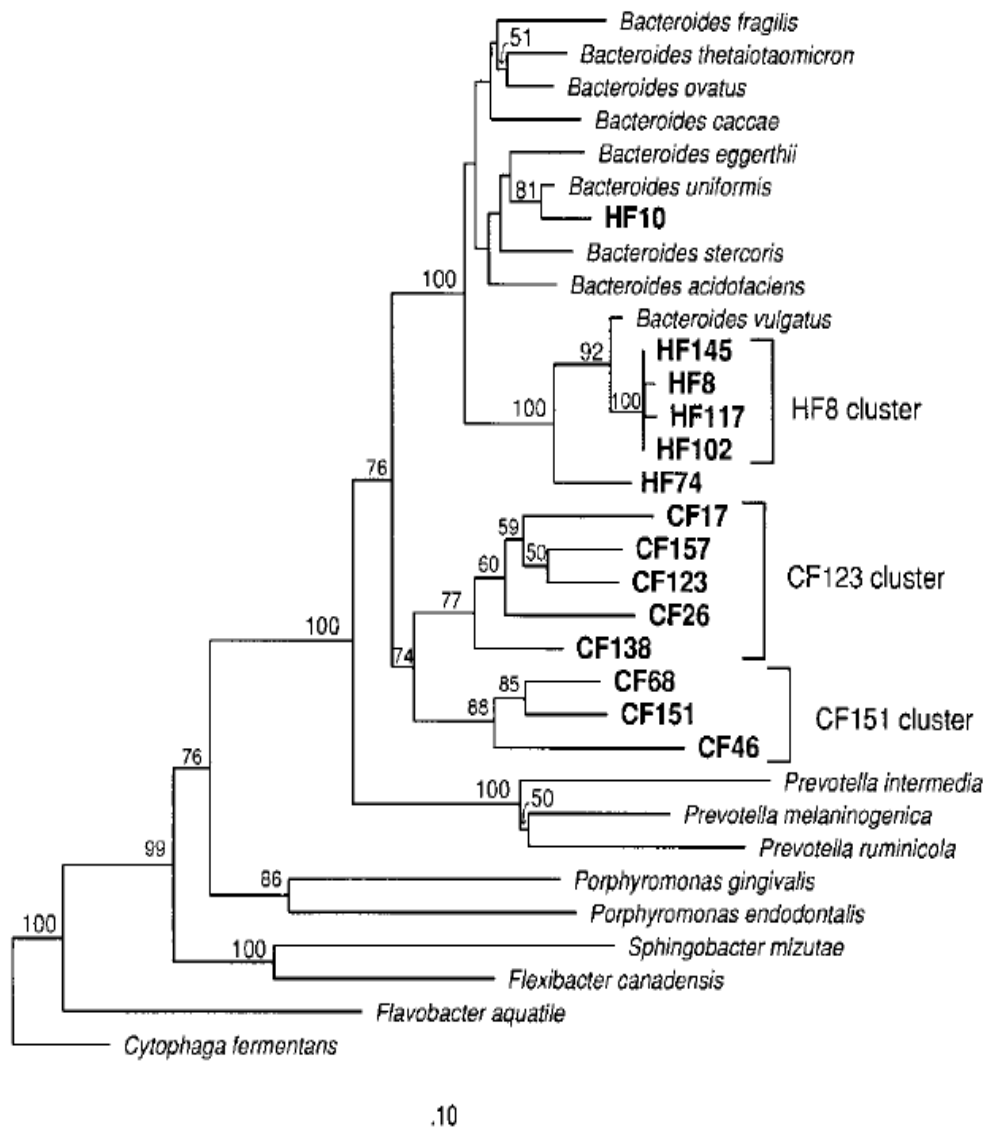 Bacteroides fragilis
51
Bacteroides thetaiotaomicron
Bacteroides ovatus
Bacteroides caccae
Bacteroides eggerthii
81 Bacteroides uniformis
HF10
Bacteroides stercoris
100 Bacteroides acidofaciens
Bacteroides vulgatus
92 HF145
HF8
100 100 HF117 HF8 cluster
HF102
76 HF74
CF17
59
50 CF157
60 CF123 CF123 cluster
77 CF26
100
74 CF138
85 CF68
88 CF151 CF151 cluster
CF46
76
100 Prevotella intermedia
50
Prevotella melaninogenica
99 Prevotella ruminicola
86 Porphyromonas gingivalis
Porphyromonas endodontalis
100
100 Sphingobacter mizutae
Flexibacter canadensis
Flavobacter aquatile
Cytophaga fermentans
.10